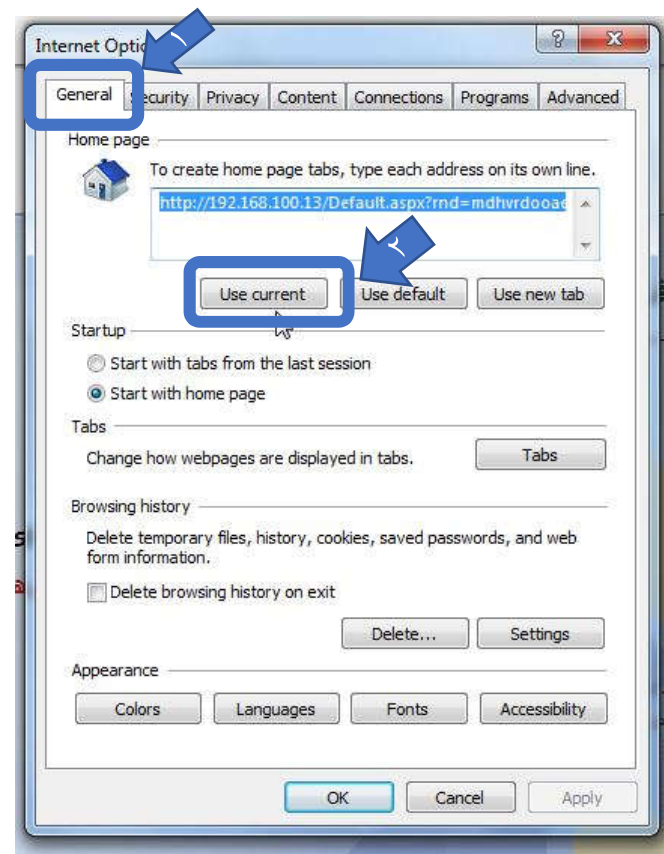 Internet Optio
۱
General Security Privacy Content Connections Programs Advanced
Home page
To create home page tabs, type each address on its own line.
http://192.168.100.13/Default.aspx?rnd=mdhvrdooae
۲
Use current Use default Use new tab
Startup
Start with tabs from the last session
Start with home page
Tabs
Change how webpages are displayed in tabs. Tabs
Browsing history
Delete temporary files, history, cookies, saved passwords, and web
form information.
Delete browsing history on exit
Delete... Settings
Appearance
Colors Languages Fonts Accessibility
OK Cancel Apply